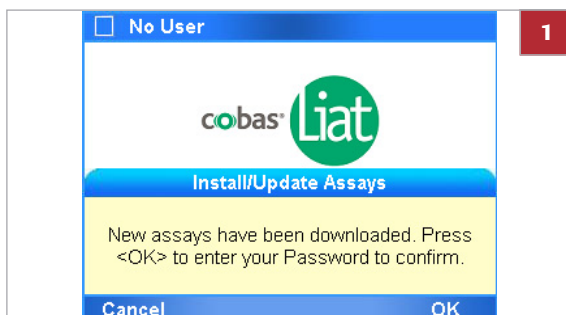 No User
1
cobas®
Liat
Install/Update Assays
New assays have been downloaded. Press
<OK> to enter your Password to confirm.
Cancel OK